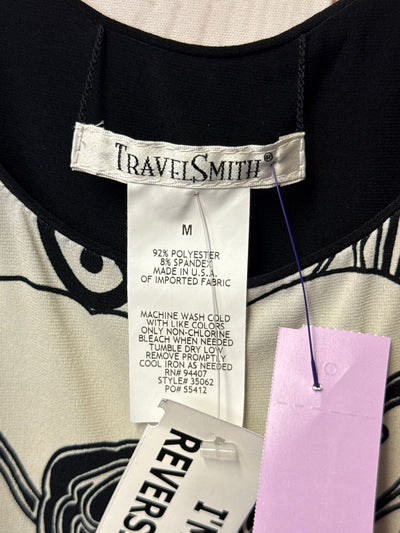 TRAVELSMITH®
M
92% POLYESTER
8% SPANDEX
MADE IN U.S.A.
OF IMPORTED FABRIC
MACHINE WASH COLD
WITH LIKE COLORS
ONLY NON-CHLORINE
BLEACH WHEN NEEDED
TUMBLE DRY LOW
REMOVE PROMPTLY
COOL IRON AS NEEDED
RN# 94407
STYLE# 35062
PO# 55412
I'M
REVERS